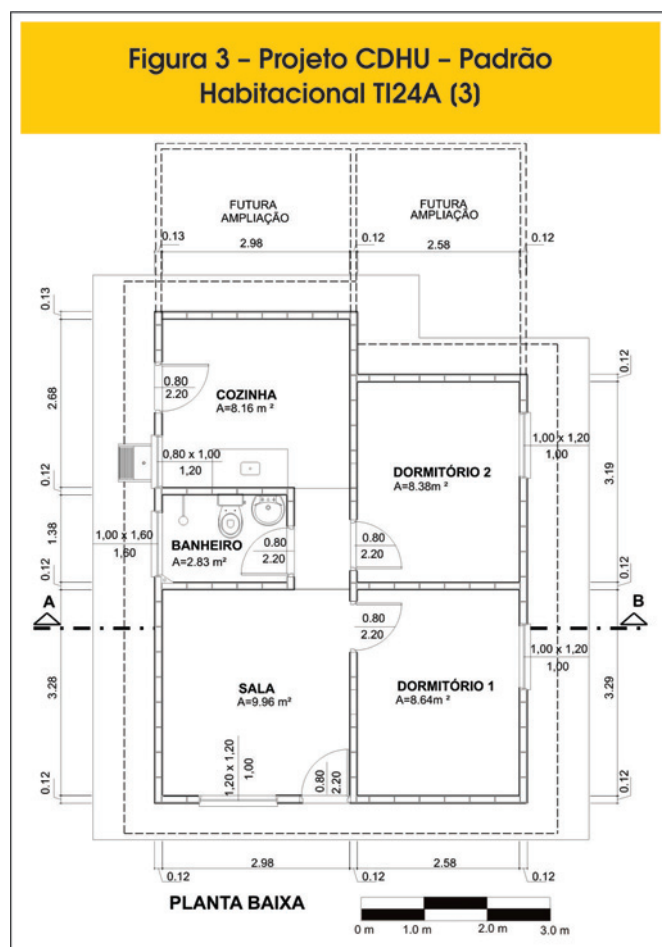 Figura 3 – Projeto CDHU – Padrão
Habitacional TI24A (3)
FUTURA
AMPLIAÇÃO
FUTURA
AMPLIAÇÃO
0.13
2.98
0.12
2.58
0.12
0.13
2.68
0.12
1.38
0.12
3.28
0.12
0.80
2.20
COZINHA
A=8.16 m ²
0,80 x 1,00
1,20
1,00 x 1,60
1,60
BANHEIRO
A=2.83 m ²
0.80
2.20
DORMITÓRIO 2
A=8.38m²
0.80
2.20
1,00 x 1,20
1,00
0.12
3.19
0.12
3.29
0.12
A
B
0.80
2.20
1,00 x 1,20
1,00
SALA
A=9.96 m²
DORMITÓRIO 1
A=8.64m ²
1,20 x 1,20
1,00
0.80
2.20
2.98
2.58
0.12
0.12
0.12
PLANTA BAIXA
0 m
1.0 m
2.0 m
3.0 m